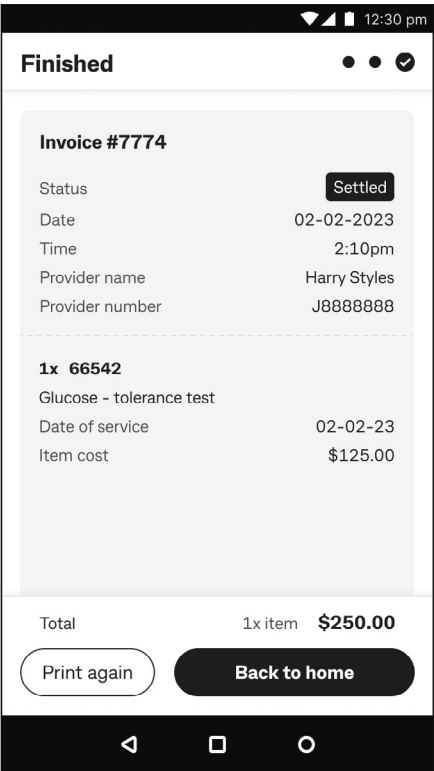 12:30 pm
Finished
Invoice #7774
Status Settled
Date 02-02-2023
Time 2:10pm
Provider name Harry Styles
Provider number J8888888
1x 66542
Glucose - tolerance test
Date of service 02-02-23
Item cost $125.00
Total 1x item $250.00
Print again Back to home